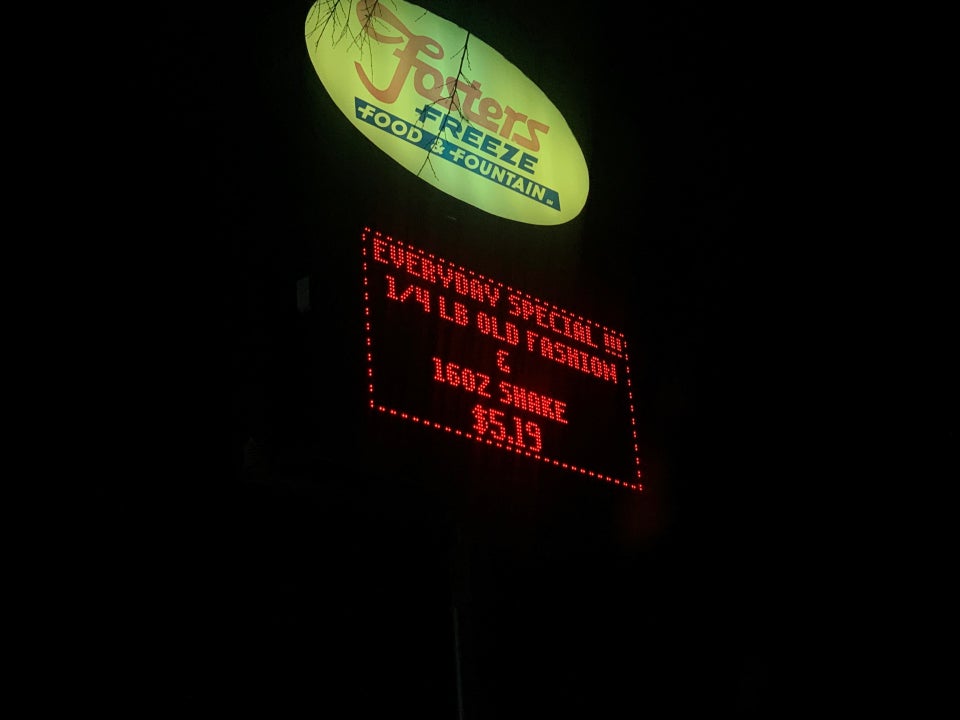 Fosters
FREEZE
FOOD & FOUNTAIN
EVERYDAY SPECIAL !!!
1/4 LB OLD FASHION
&
16OZ SHAKE
$5.19